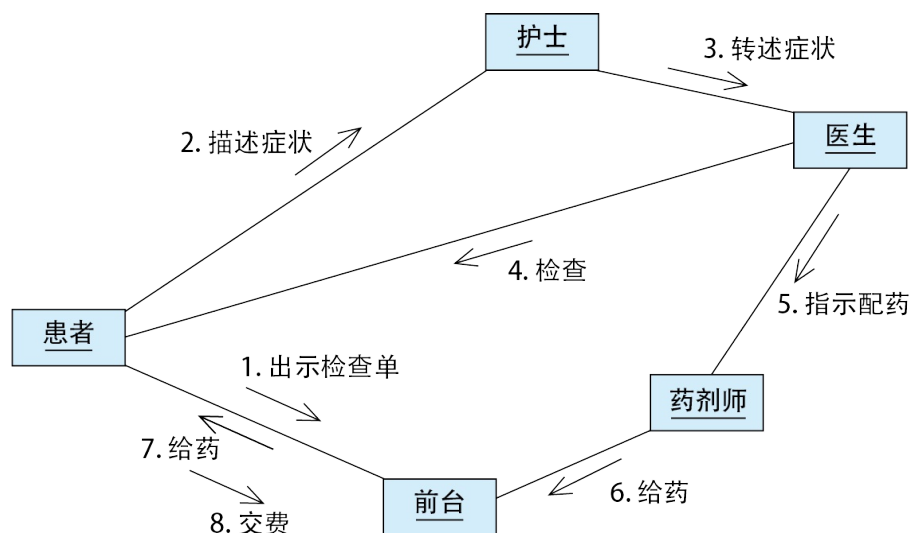 护士
3. 转述症状
2. 描述症状
医生
4. 检查
5. 指示配药
患者
1. 出示检查单
药剂师
7. 给药
6. 给药
前台
8. 交费